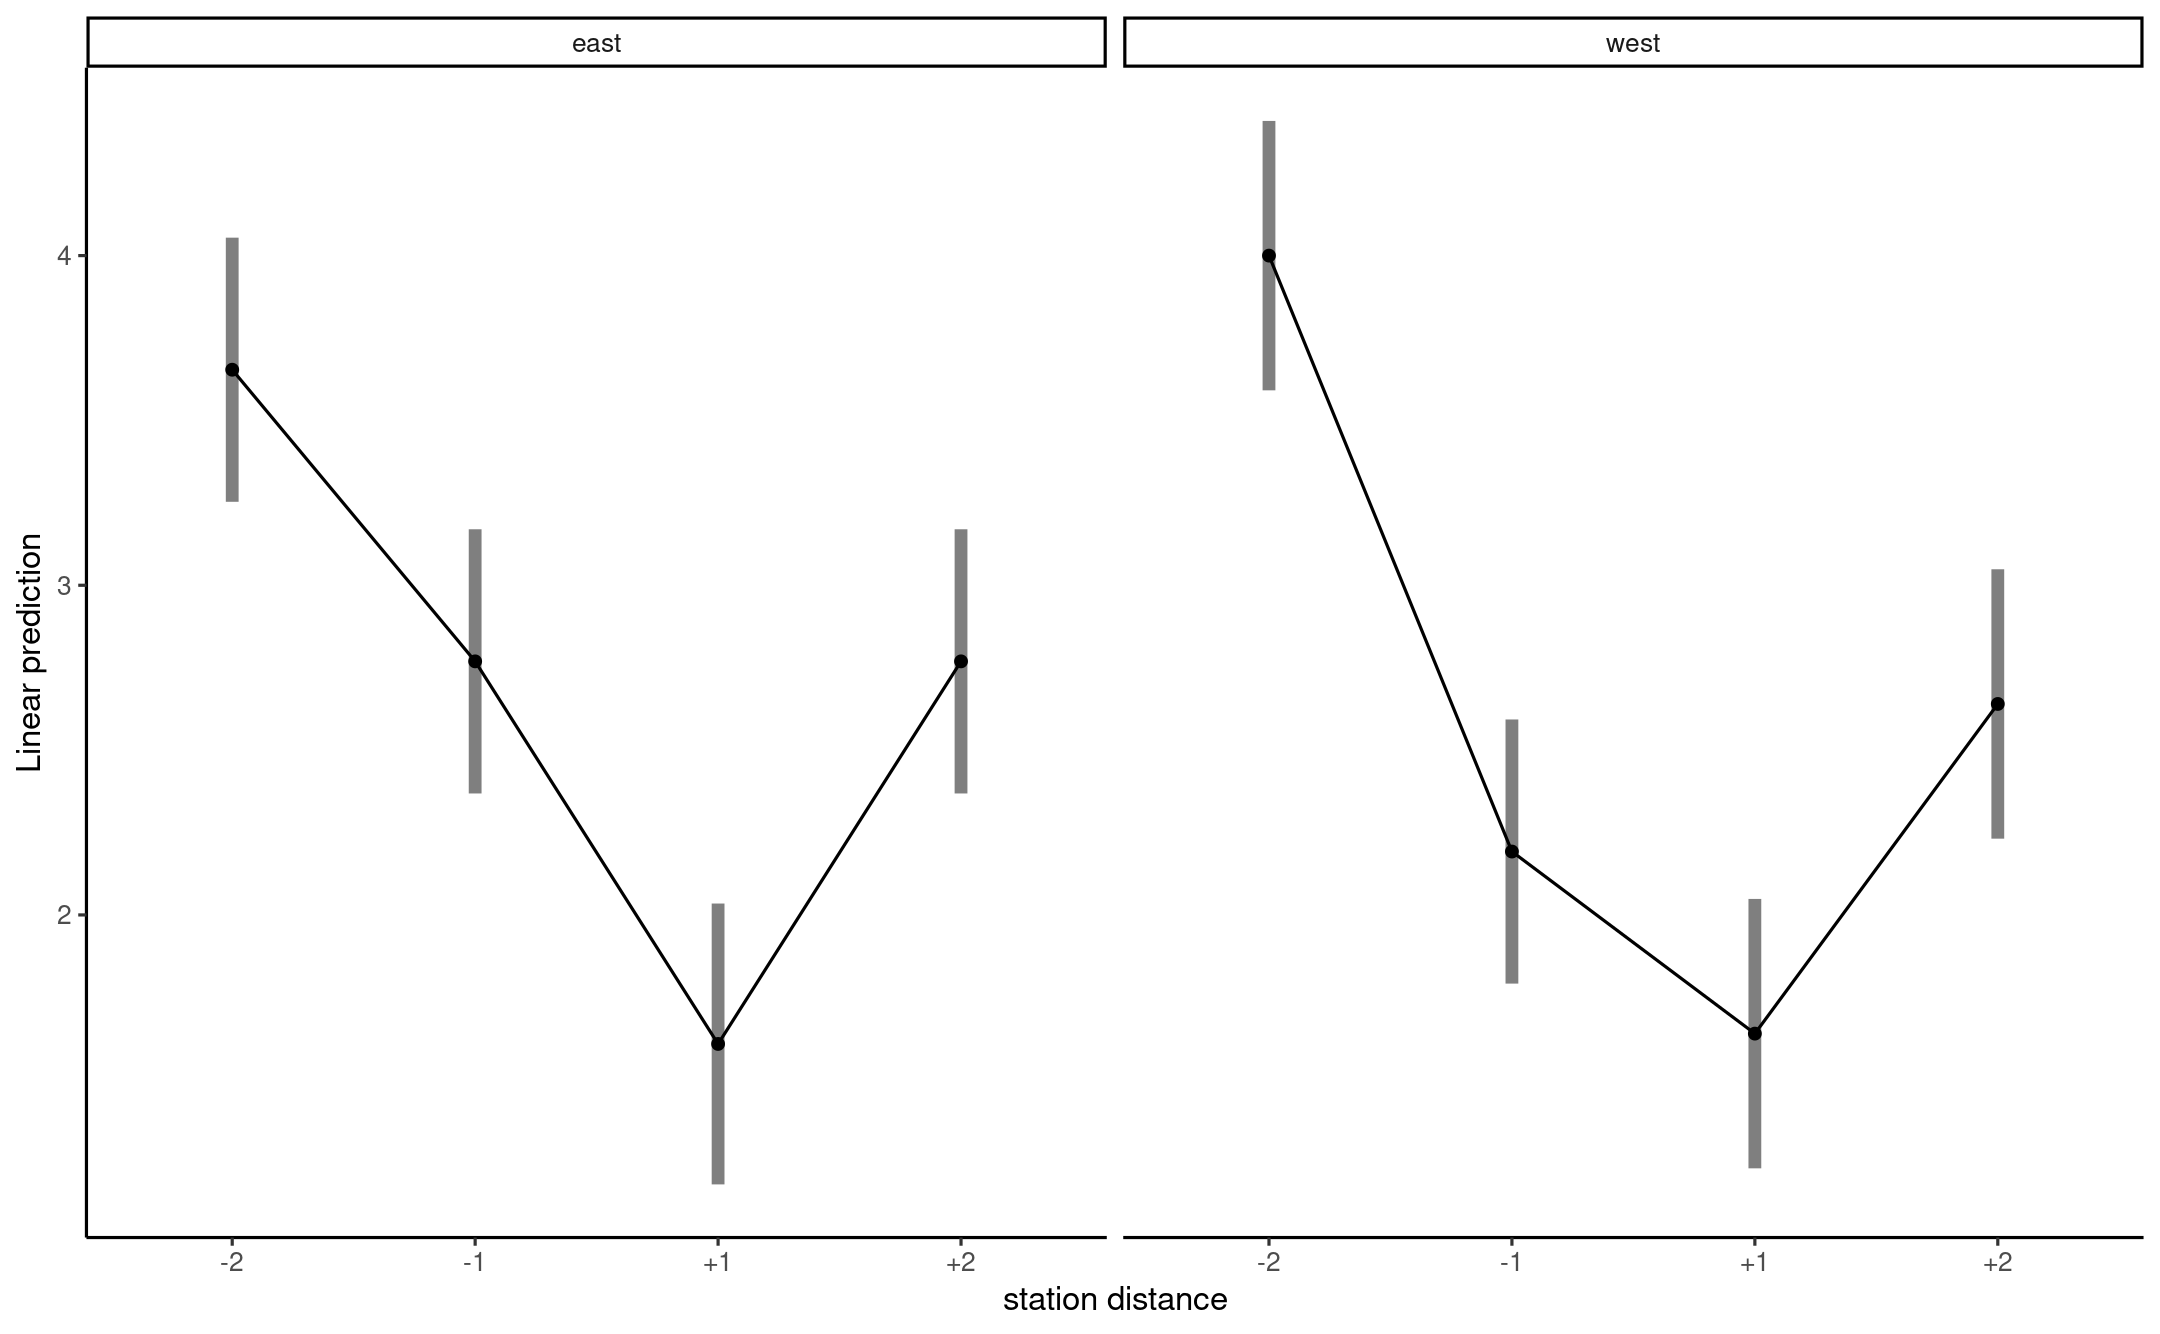 east
west
Linear prediction
4
3
2
-2 -1 +1 +2
-2 -1 +1 +2
station distance